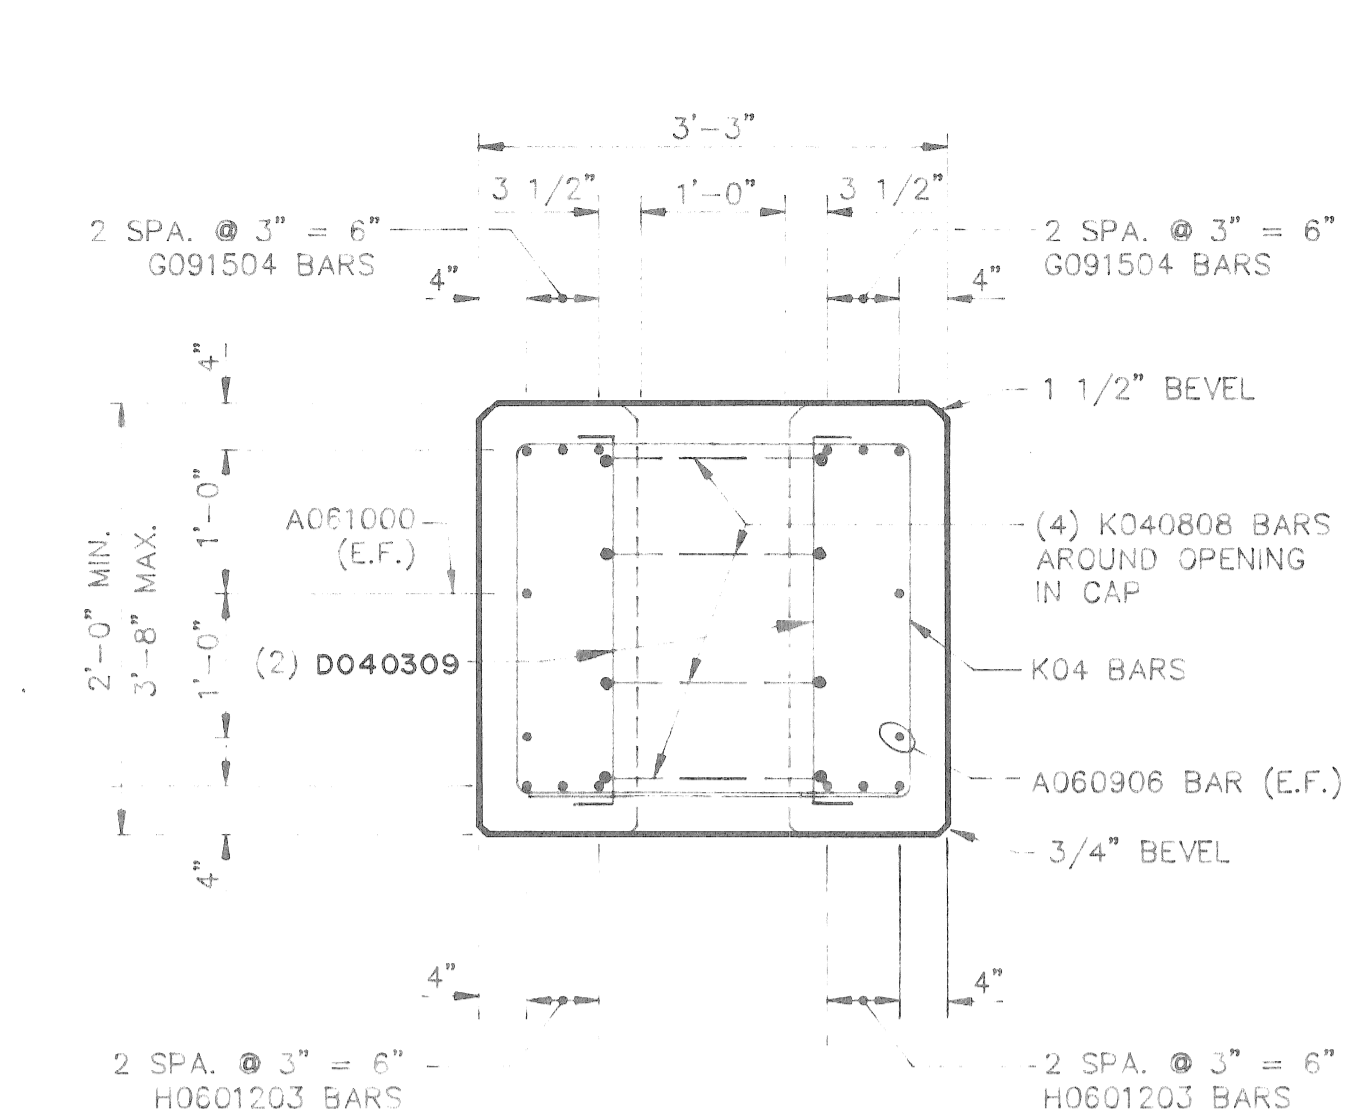 3'-3"
3 1/2"
1'-0"
3 1/2"
2 SPA. @ 3" = 6"
G091504 BARS
2 SPA. @ 3" = 6"
G091504 BARS
4"
4"
4"
1 1/2" BEVEL
1'-0"
A061000
(E.F.)
(4) K040808 BARS
AROUND OPENING
IN CAP
2'-0" MIN.
3'-8" MAX.
1'-0"
(2) D040309
K04 BARS
A060906 BAR (E.F.)
3/4" BEVEL
4"
4"
4"
2 SPA. @ 3" = 6"
H0601203 BARS
2 SPA. @ 3" = 6"
H0601203 BARS